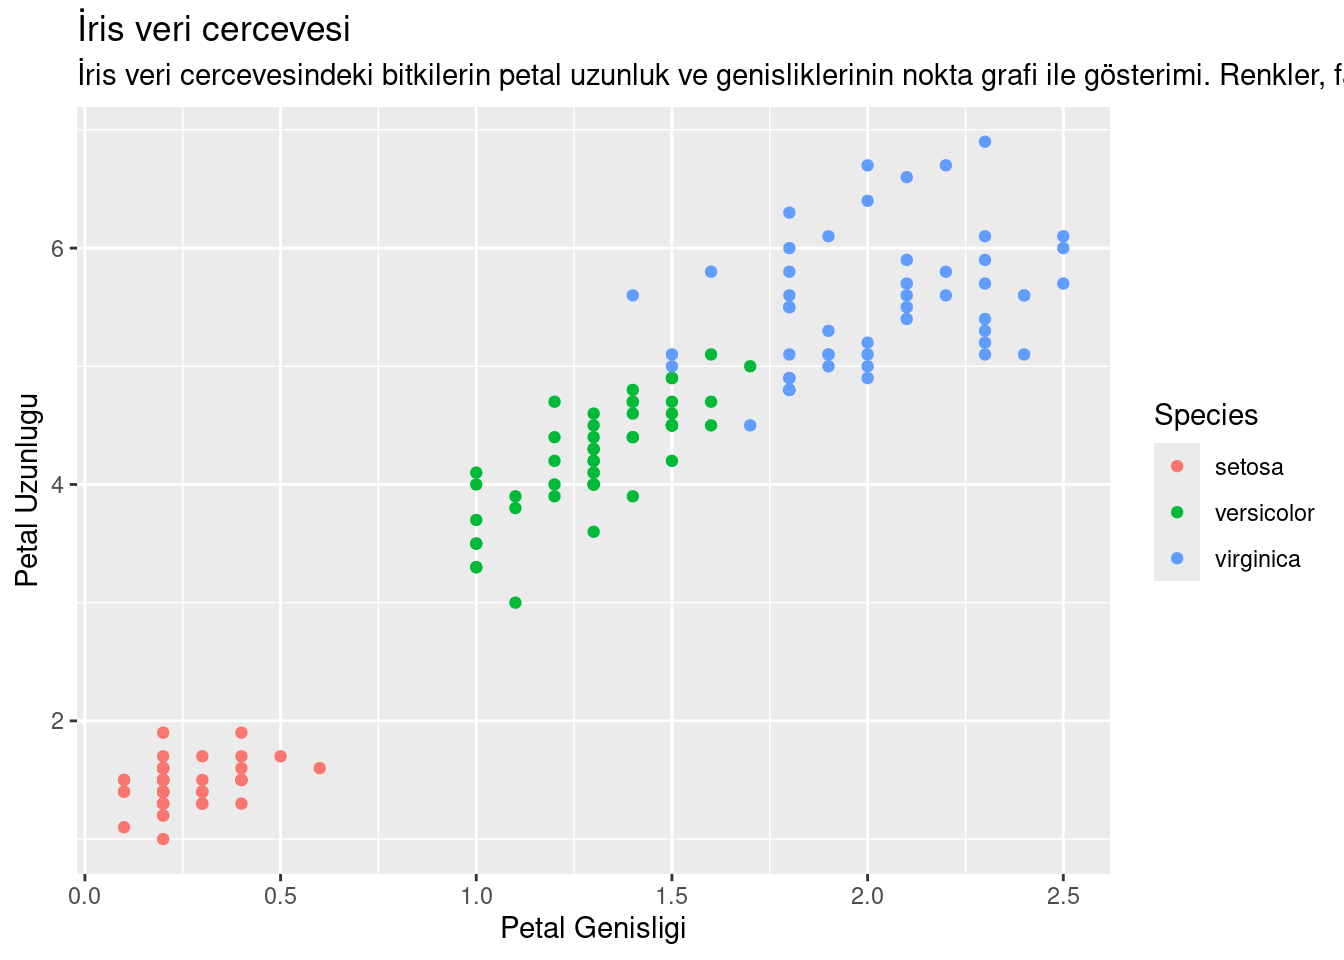 İris veri cercevesi
İris veri cercevesindeki bitkilerin petal uzunluk ve genisliklerinin nokta grafi ile gösterimi. Renkler,
Petal Uzunlugu
6
4
2
0.0 0.5 1.0 1.5 2.0 2.5
Petal Genisligi
Species
setosa
versicolor
virginica